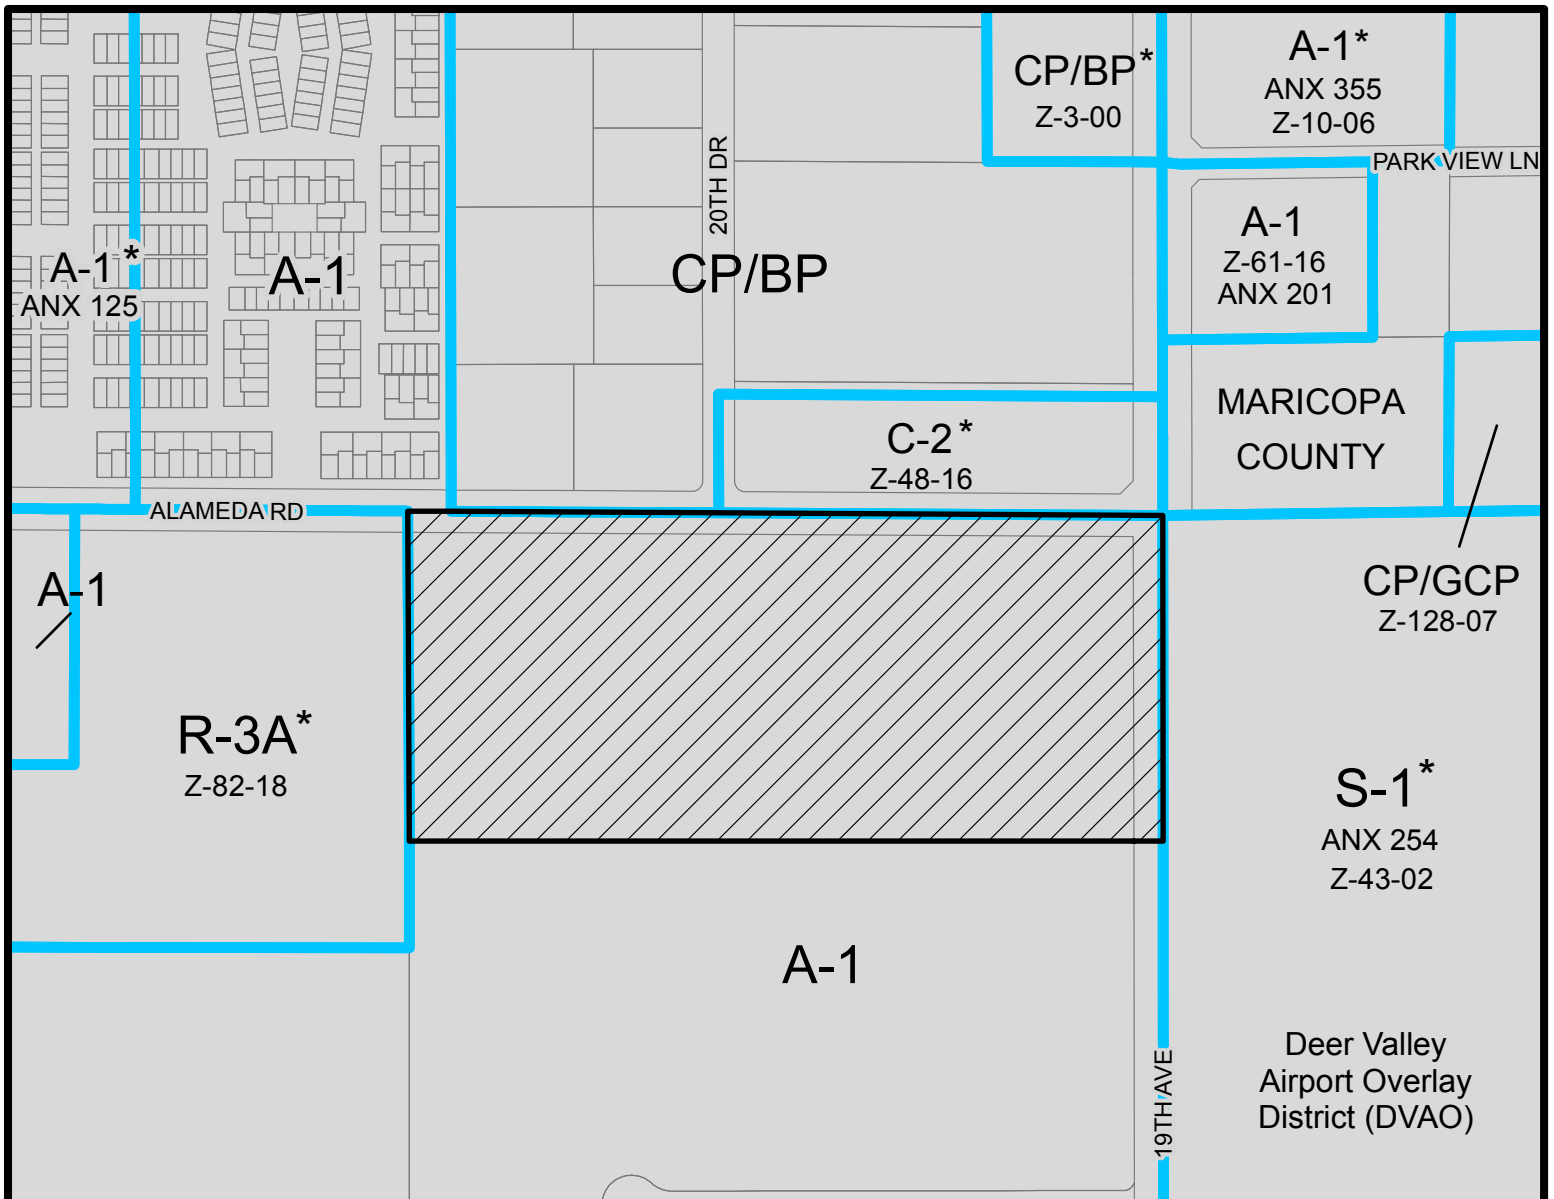 A-1*
ANX 355
Z-10-06
CP/BP*
Z-3-00
PARK VIEW LN
20TH DR
A-1
Z-61-16
ANX 201
A-1*
ANX 125
A-1
CP/BP
MARICOPA
COUNTY
C-2*
Z-48-16
ALAMEDA RD
A-1
CP/GCP
Z-128-07
R-3A*
Z-82-18
S-1*
ANX 254
Z-43-02
A-1
Deer Valley
Airport Overlay
District (DVAO)
19TH AVE